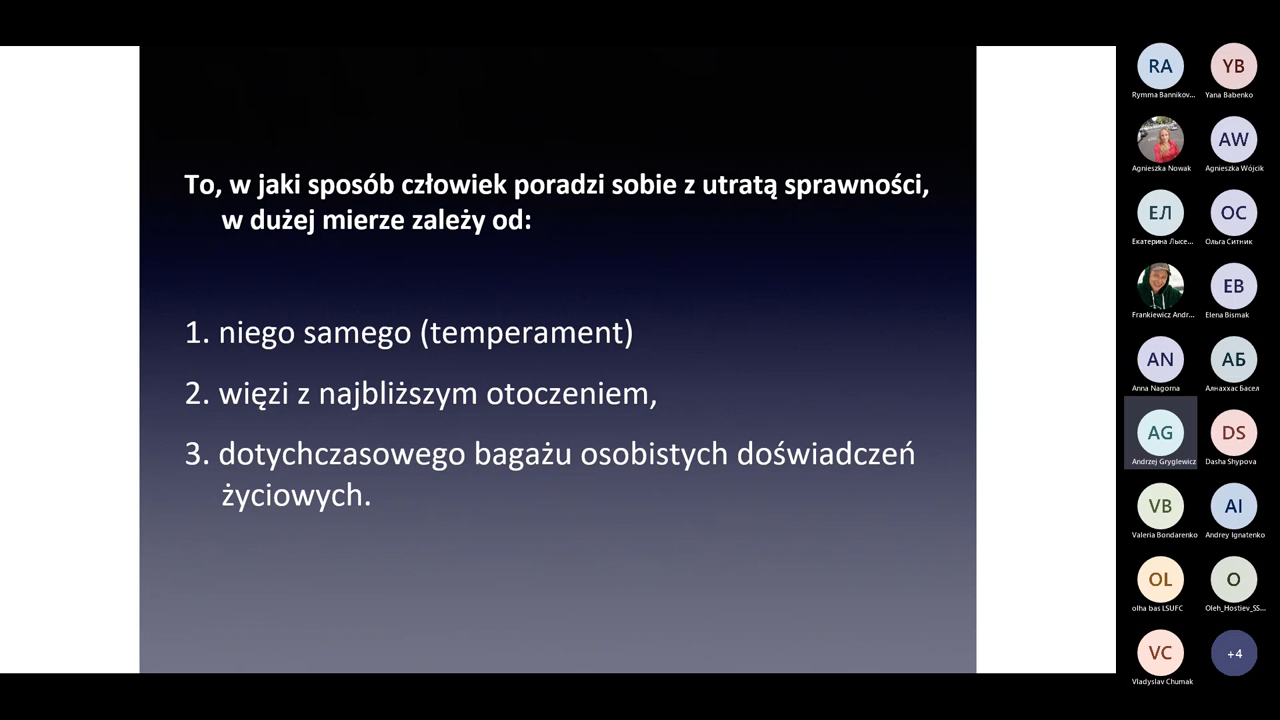 To, w jaki sposób człowiek poradzi sobie z utratą sprawności,
w dużej mierze zależy od:
1. niego samego (temperament)
2. więzi z najbliższym otoczeniem,
3. dotychczasowego bagażu osobistych doświadczeń
życiowych.
RA
Rymma Bannikov...
YB
Yana Babenko
Agnieszka Nowak
AW
Agnieszka Wójcik
ЕЛ
Екатерина Лысе...
ОС
Ольга Ситник
Frankiewicz Andr...
EB
Elena Bismak
AN
Anna Nagorna
АБ
Алнаххас Басел
AG
Andrzej Gryglewicz
DS
Dasha Shypova
VB
Valeria Bondarenko
AI
Andrey Ignatenko
OL
olha bas LSUFC
O
Oleh_Hostiev_SS...
VC
Vladyslav Chumak
+4